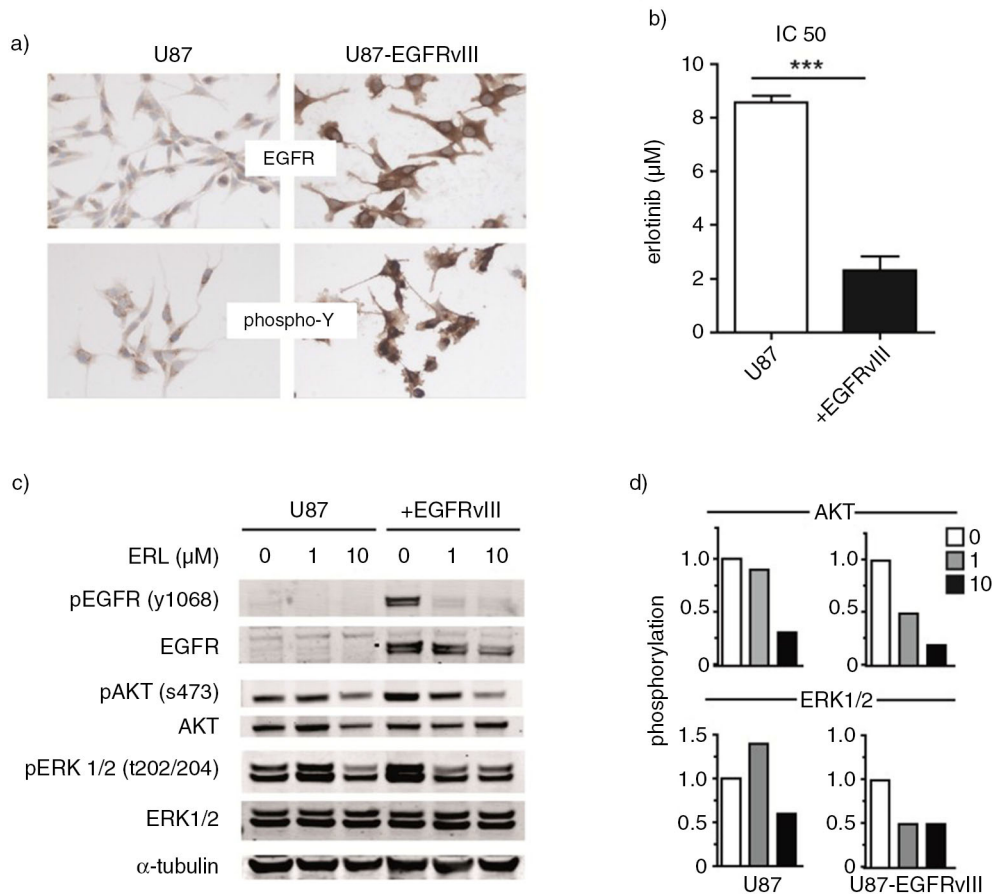 a)
U87
U87-EGFRvIII
EGFR
phospho-Y
b)
IC 50
***
10
8
6
4
2
0
erlotinib (µM)
U87
+EGFRvIII
c)
U87
+EGFRvIII
ERL (µM)
0
1
10
0
1
10
pEGFR (y1068)
EGFR
pAKT (s473)
AKT
pERK 1/2 (t202/204)
ERK1/2
α-tubulin
d)
AKT
0
1
10
phosphorylation
1.0
0.5
0
1.0
0.5
0
ERK1/2
1.5
1.0
0.5
0
1.0
1.0
0.5
0
U87
U87-EGFRvIII